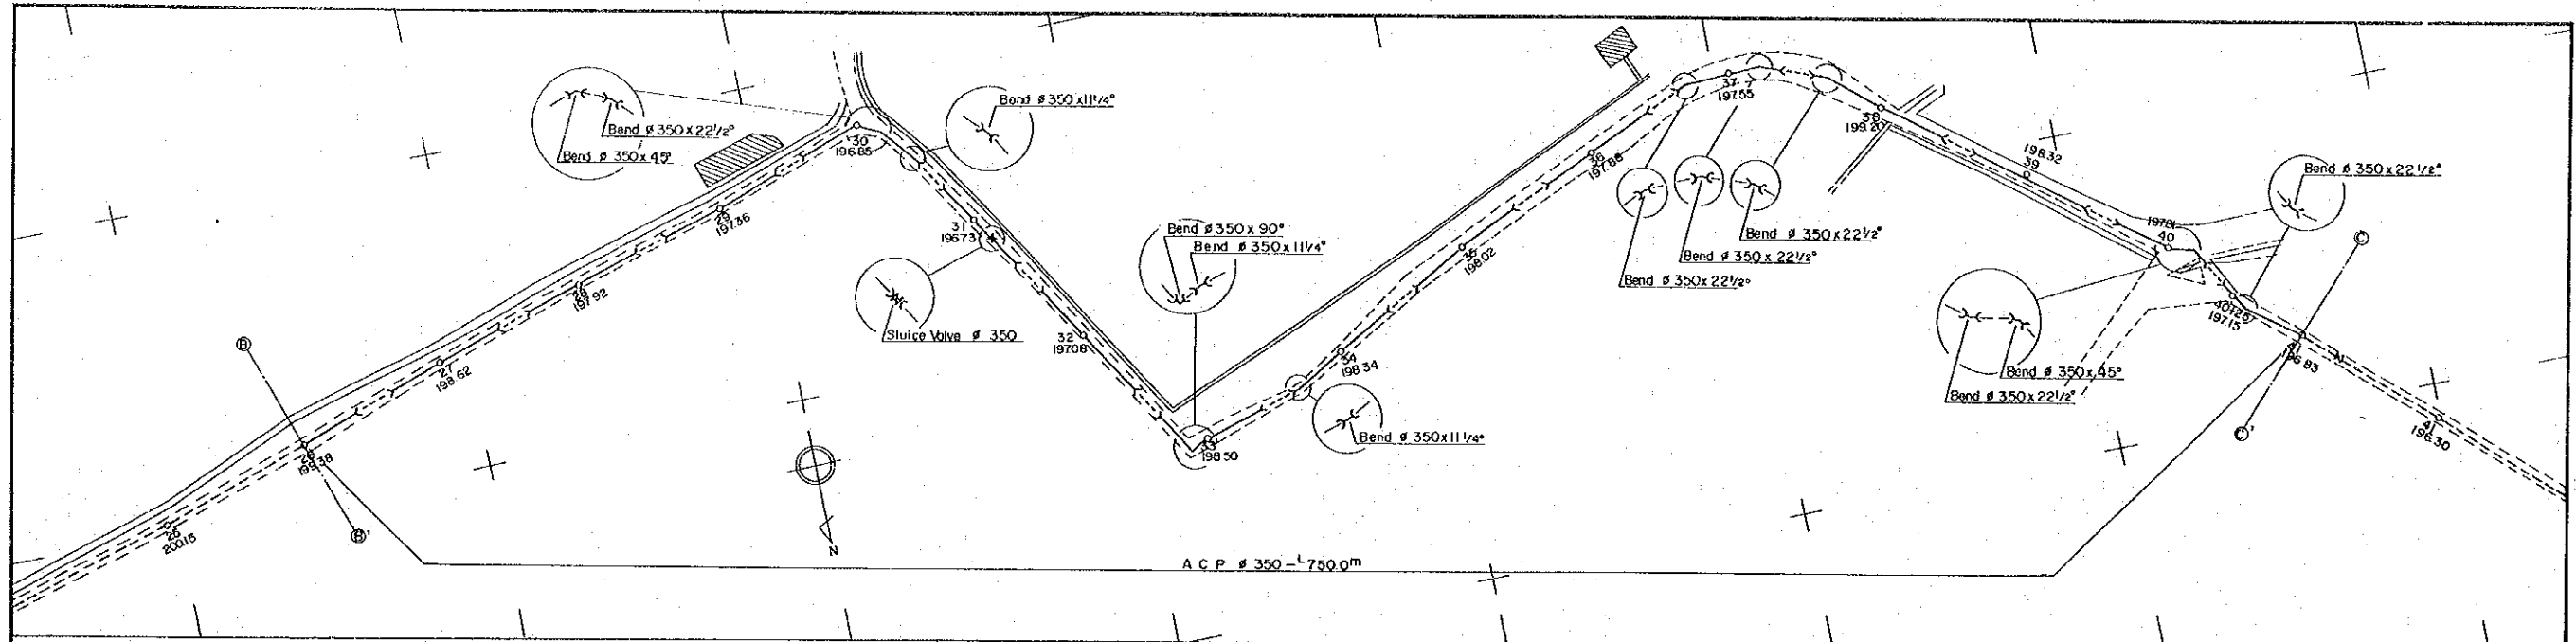 Bend ø 350 x 22 1/2°
Bend ø 350 x 45°
Bend ø 350 x 11 1/4°
30
196.85
29
197.36
28
197.92
27
198.62
199.38
200.15
B
B'
31
196.73
Sluice Valve ø 350
32
197.08
Bend ø 350 x 90°
Bend ø 350 x 11 1/4°
33
198.50
Bend ø 350 x 11 1/4°
34
198.34
35
198.02
36
197.88
37
197.55
Bend ø 350 x 22 1/2°
Bend ø 350 x 22 1/2°
Bend ø 350 x 22 1/2°
38
199.20
198.32
39
40
Bend ø 350 x 22 1/2°
197.15
Bend ø 350 x 45°
Bend ø 350 x 22 1/2°
C
C'
196.83
41
196.30
N
A C P ø 350 - L 750.0m